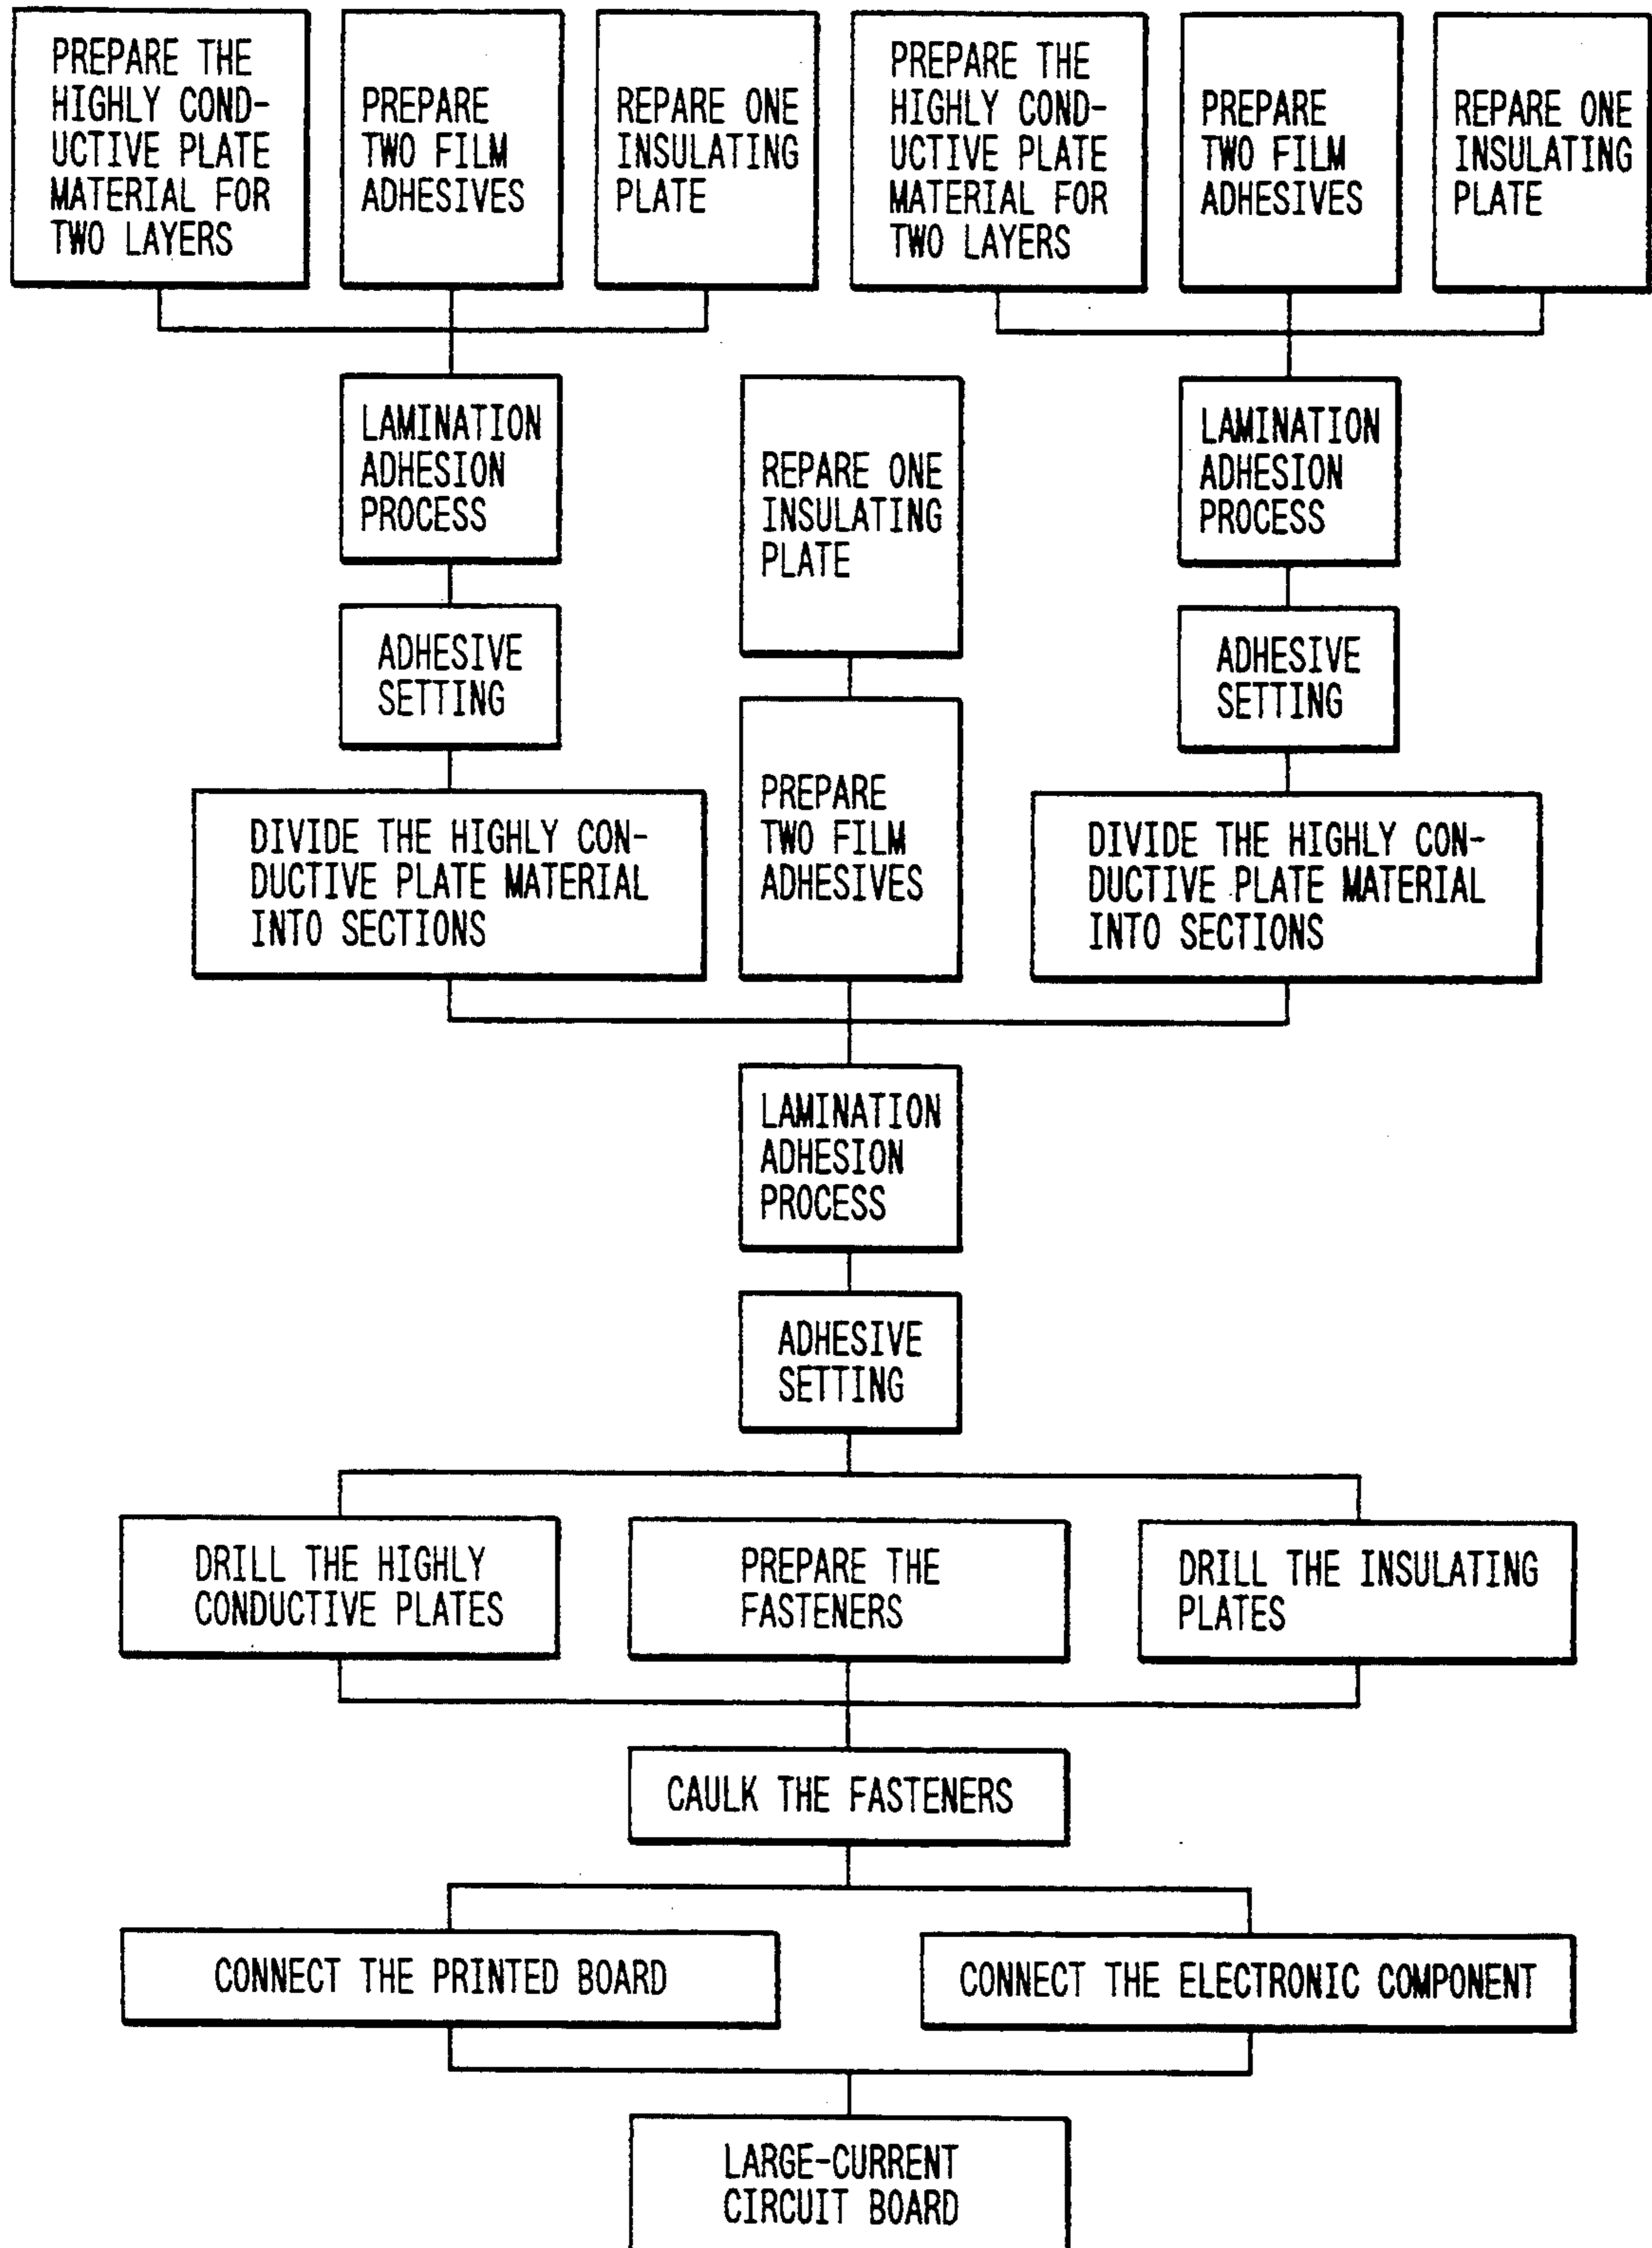 PREPARE THE
HIGHLY COND-
UCTIVE PLATE
MATERIAL FOR
TWO LAYERS
PREPARE
TWO FILM
ADHESIVES
REPARE ONE
INSULATING
PLATE
PREPARE THE
HIGHLY COND-
UCTIVE PLATE
MATERIAL FOR
TWO LAYERS
PREPARE
TWO FILM
ADHESIVES
REPARE ONE
INSULATING
PLATE
LAMINATION
ADHESION
PROCESS
REPARE ONE
INSULATING
PLATE
LAMINATION
ADHESION
PROCESS
ADHESIVE
SETTING
ADHESIVE
SETTING
DIVIDE THE HIGHLY CON-
DUCTIVE PLATE MATERIAL
INTO SECTIONS
PREPARE
TWO FILM
ADHESIVES
DIVIDE THE HIGHLY CON-
DUCTIVE PLATE MATERIAL
INTO SECTIONS
LAMINATION
ADHESION
PROCESS
ADHESIVE
SETTING
DRILL THE HIGHLY
CONDUCTIVE PLATES
PREPARE THE
FASTENERS
DRILL THE INSULATING
PLATES
CAULK THE FASTENERS
CONNECT THE PRINTED BOARD
CONNECT THE ELECTRONIC COMPONENT
LARGE-CURRENT
CIRCUIT BOARD